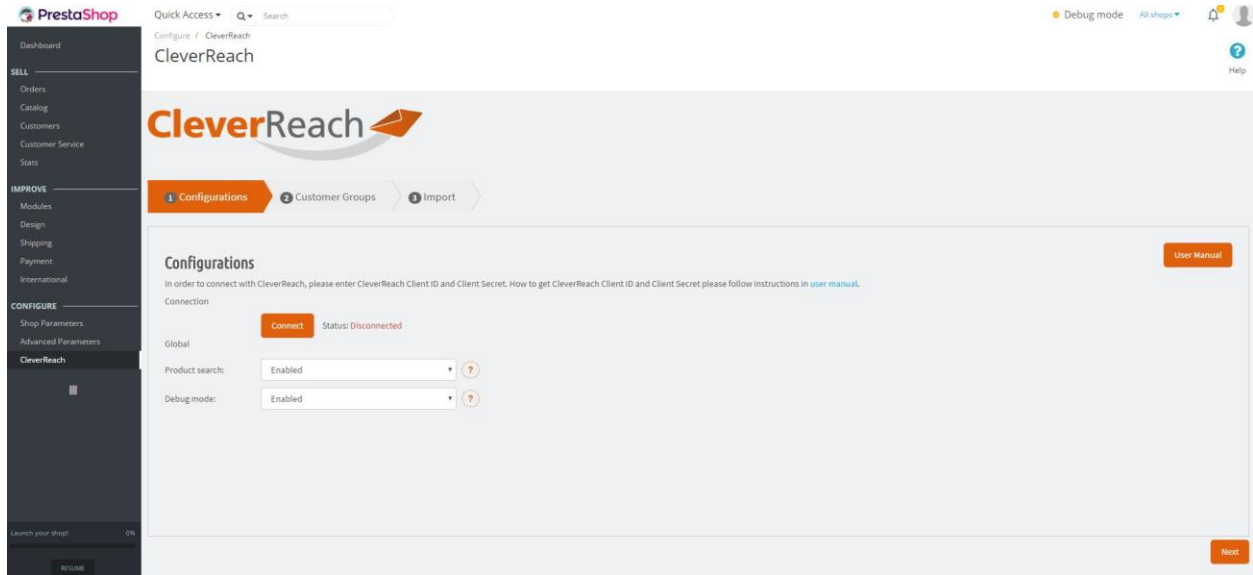 PrestaShop
Quick Access
Search
Debug mode
All shops
Configure / CleverReach
CleverReach
Help
Dashboard
SELL
Orders
Catalog
Customers
Customer Service
Stats
IMPROVE
Modules
Design
Shipping
Payment
International
CONFIGURE
Shop Parameters
Advanced Parameters
CleverReach
Launch your shop! 0%
RESUME
CleverReach
1 Configurations
2 Customer Groups
3 Import
User Manual
Configurations
In order to connect with CleverReach, please enter CleverReach Client ID and Client Secret. How to get CleverReach Client ID and Client Secret please follow instructions in user manual.
Connection
Connect Status: Disconnected
Global
Product search: Enabled ?
Debug mode: Enabled ?
Next